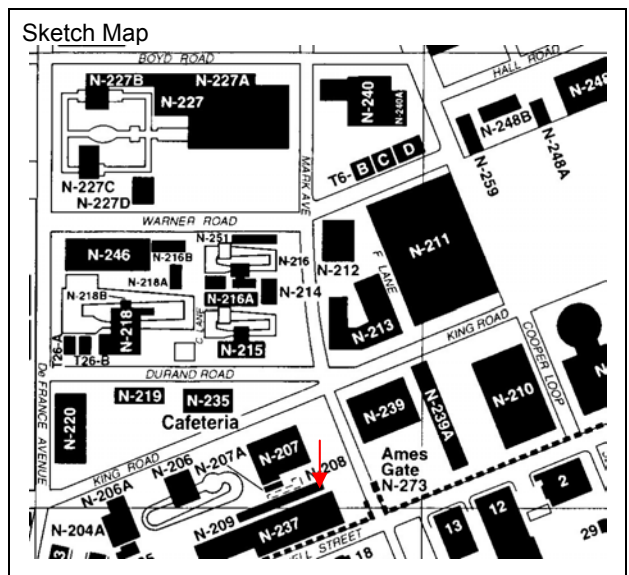 Sketch Map
BOYD ROAD
HALL ROAD
N-227B
N-227A
N-227
N-240
N-240A
N-248
N-248B
N-248A
N-259
T6-B C D
MARK AVE
N-227C
N-227D
WARNER ROAD
N-211
N-251
N-246
N-216B
N-216
N-212
F LANE
N-218A
N-218B
N-216A
N-214
C LANE
N-218
N-213
KING ROAD
COOPER LOOP
T26-A
T26-B
N-215
DURAND ROAD
De FRANCE AVENUE
N-219
N-235
Cafeteria
N-220
N-239
N-239A
N-210
N-207
N-207A
N-206
KING ROAD
N-208
Ames
Gate
N-273
N-206A
N-209
N-237
N-204A
2
12
13
29
18